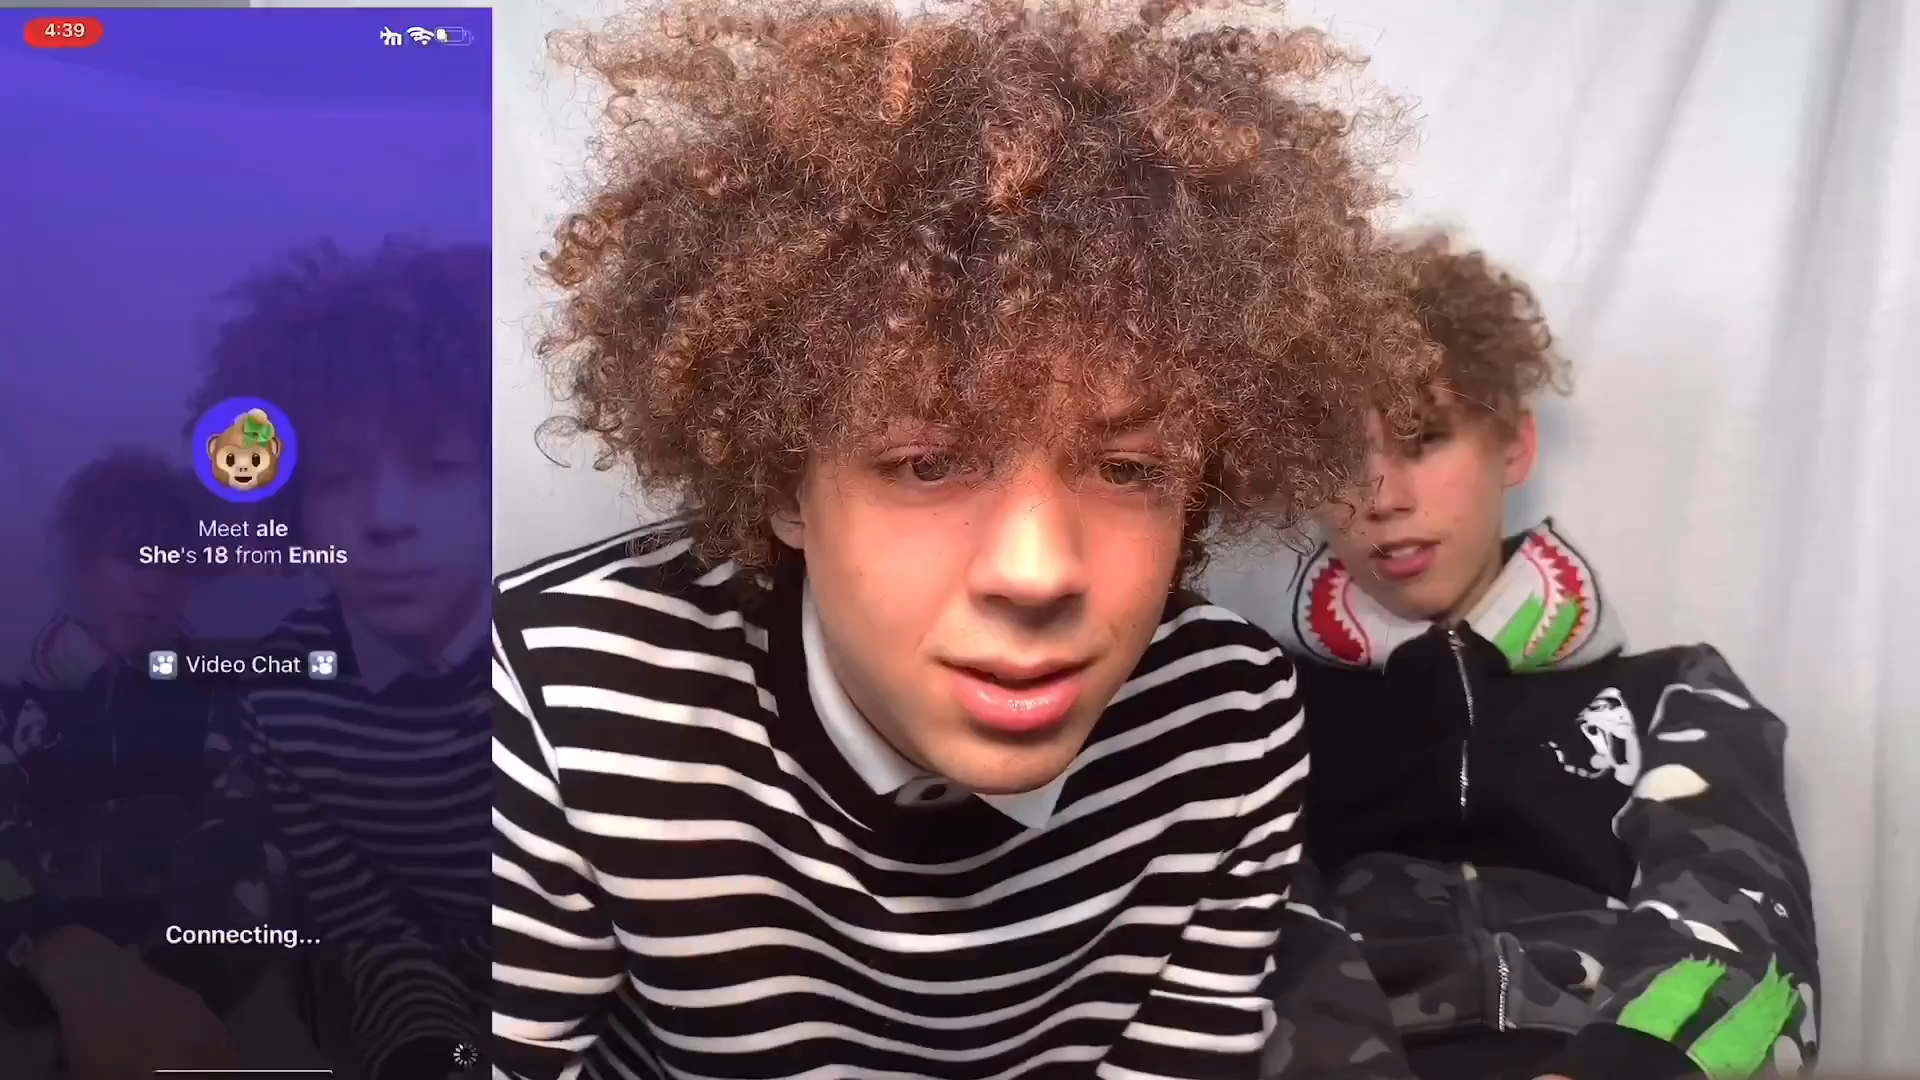 4:39
Meet ale
She's 18 from Ennis
Video Chat
Connecting...